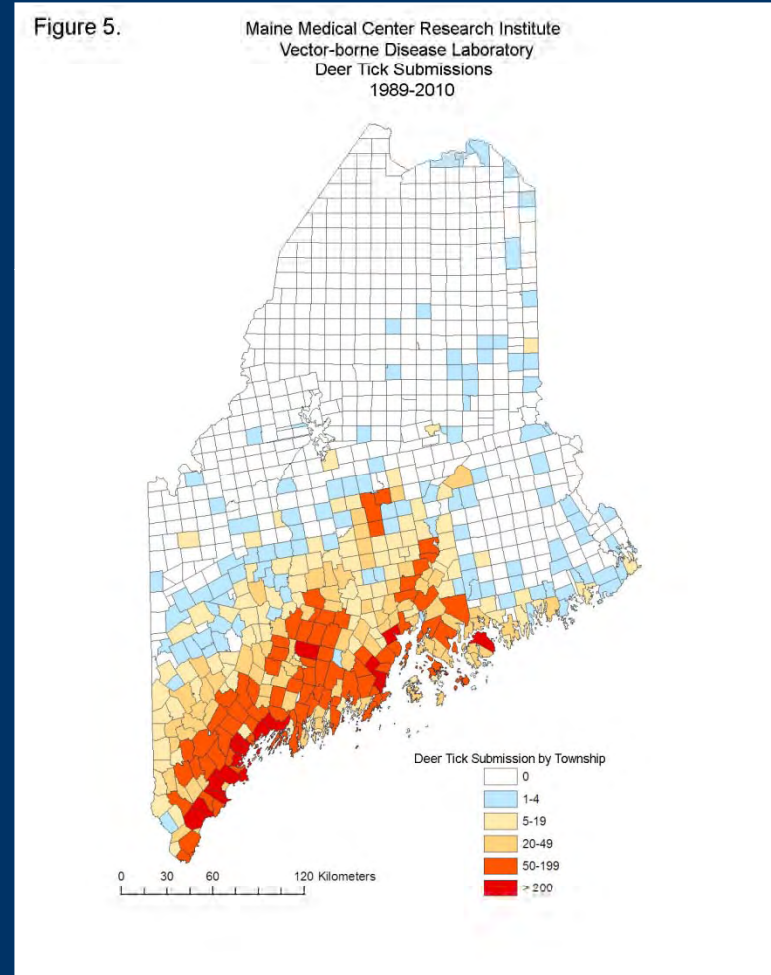 Figure 5.
Maine Medical Center Research Institute
Vector-borne Disease Laboratory
Deer Tick Submissions
1989-2010
Deer Tick Submission by Township
0
1-4
5-19
20-49
50-199
> 200
0 30 60 120 Kilometers